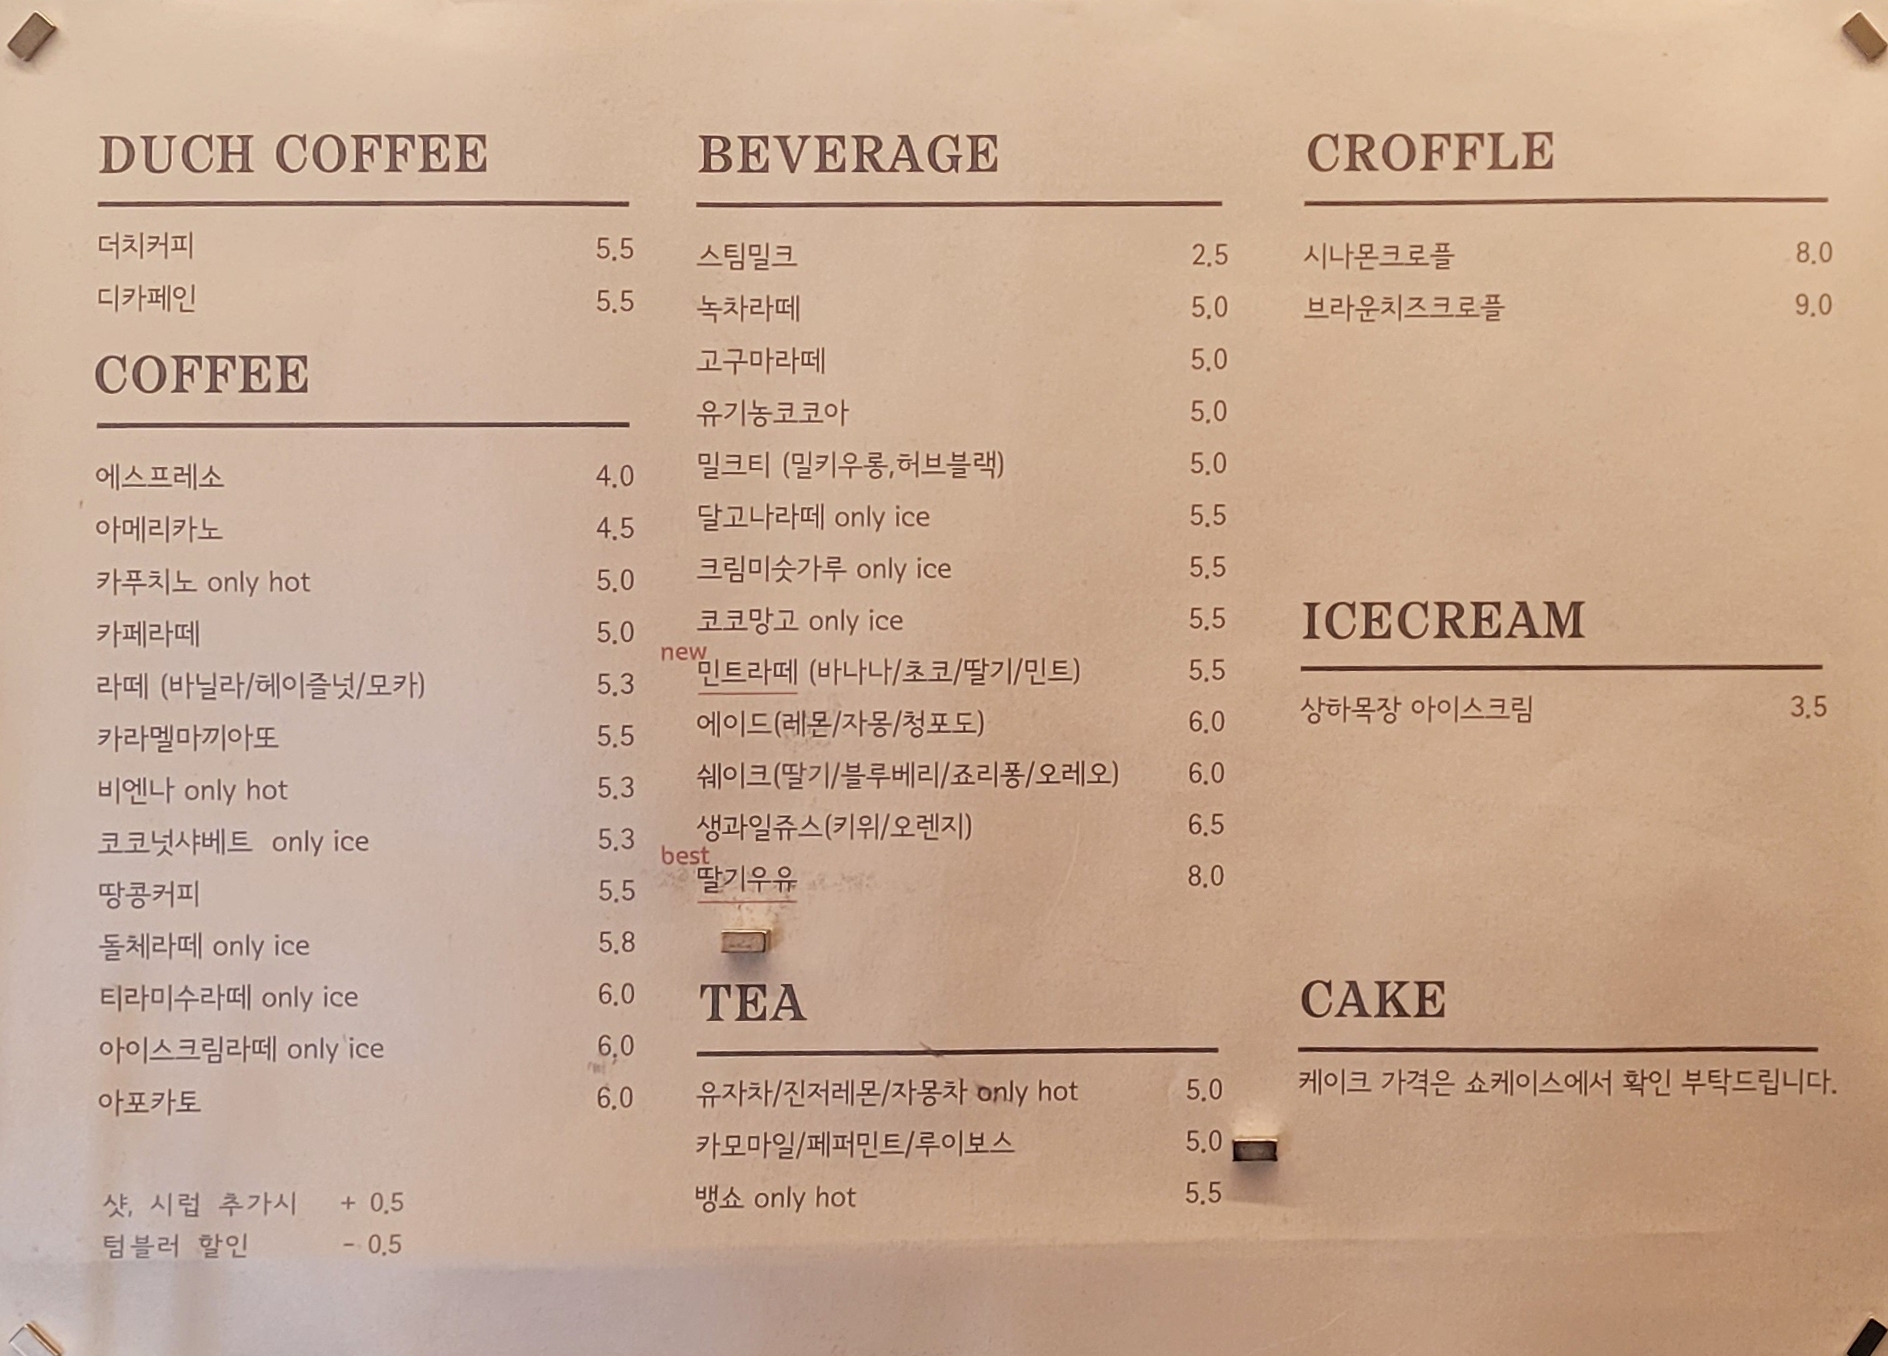 DUCH COFFEE
더치커피 5.5
디카페인 5.5
COFFEE
에스프레소 4.0
아메리카노 4.5
카푸치노 only hot 5.0
카페라떼 5.0
라떼 (바닐라/헤이즐넛/모카) 5.3
카라멜마끼아또 5.5
비엔나 only hot 5.3
코코넛샤베트 only ice 5.3
땅콩커피 5.5
돌체라떼 only ice 5.8
티라미수라떼 only ice 6.0
아이스크림라떼 only ice 6.0
아포카토 6.0
샷, 시럽 추가시 + 0.5
텀블러 할인 - 0.5
BEVERAGE
스팀밀크 2.5
녹차라떼 5.0
고구마라떼 5.0
유기농코코아 5.0
밀크티 (밀키우롱,허브블랙) 5.0
달고나라떼 only ice 5.5
크림미숫가루 only ice 5.5
코코망고 only ice 5.5
new
민트라떼 (바나나/초코/딸기/민트) 5.5
에이드(레몬/자몽/청포도) 6.0
쉐이크(딸기/블루베리/죠리퐁/오레오) 6.0
생과일쥬스(키위/오렌지) 6.5
best
딸기우유 8.0
TEA
유자차/진저레몬/자몽차 only hot 5.0
카모마일/페퍼민트/루이보스 5.0
뱅쇼 only hot 5.5
CROFFLE
시나몬크로플 8.0
브라운치즈크로플 9.0
ICECREAM
상하목장 아이스크림 3.5
CAKE
케이크 가격은 쇼케이스에서 확인 부탁드립니다.